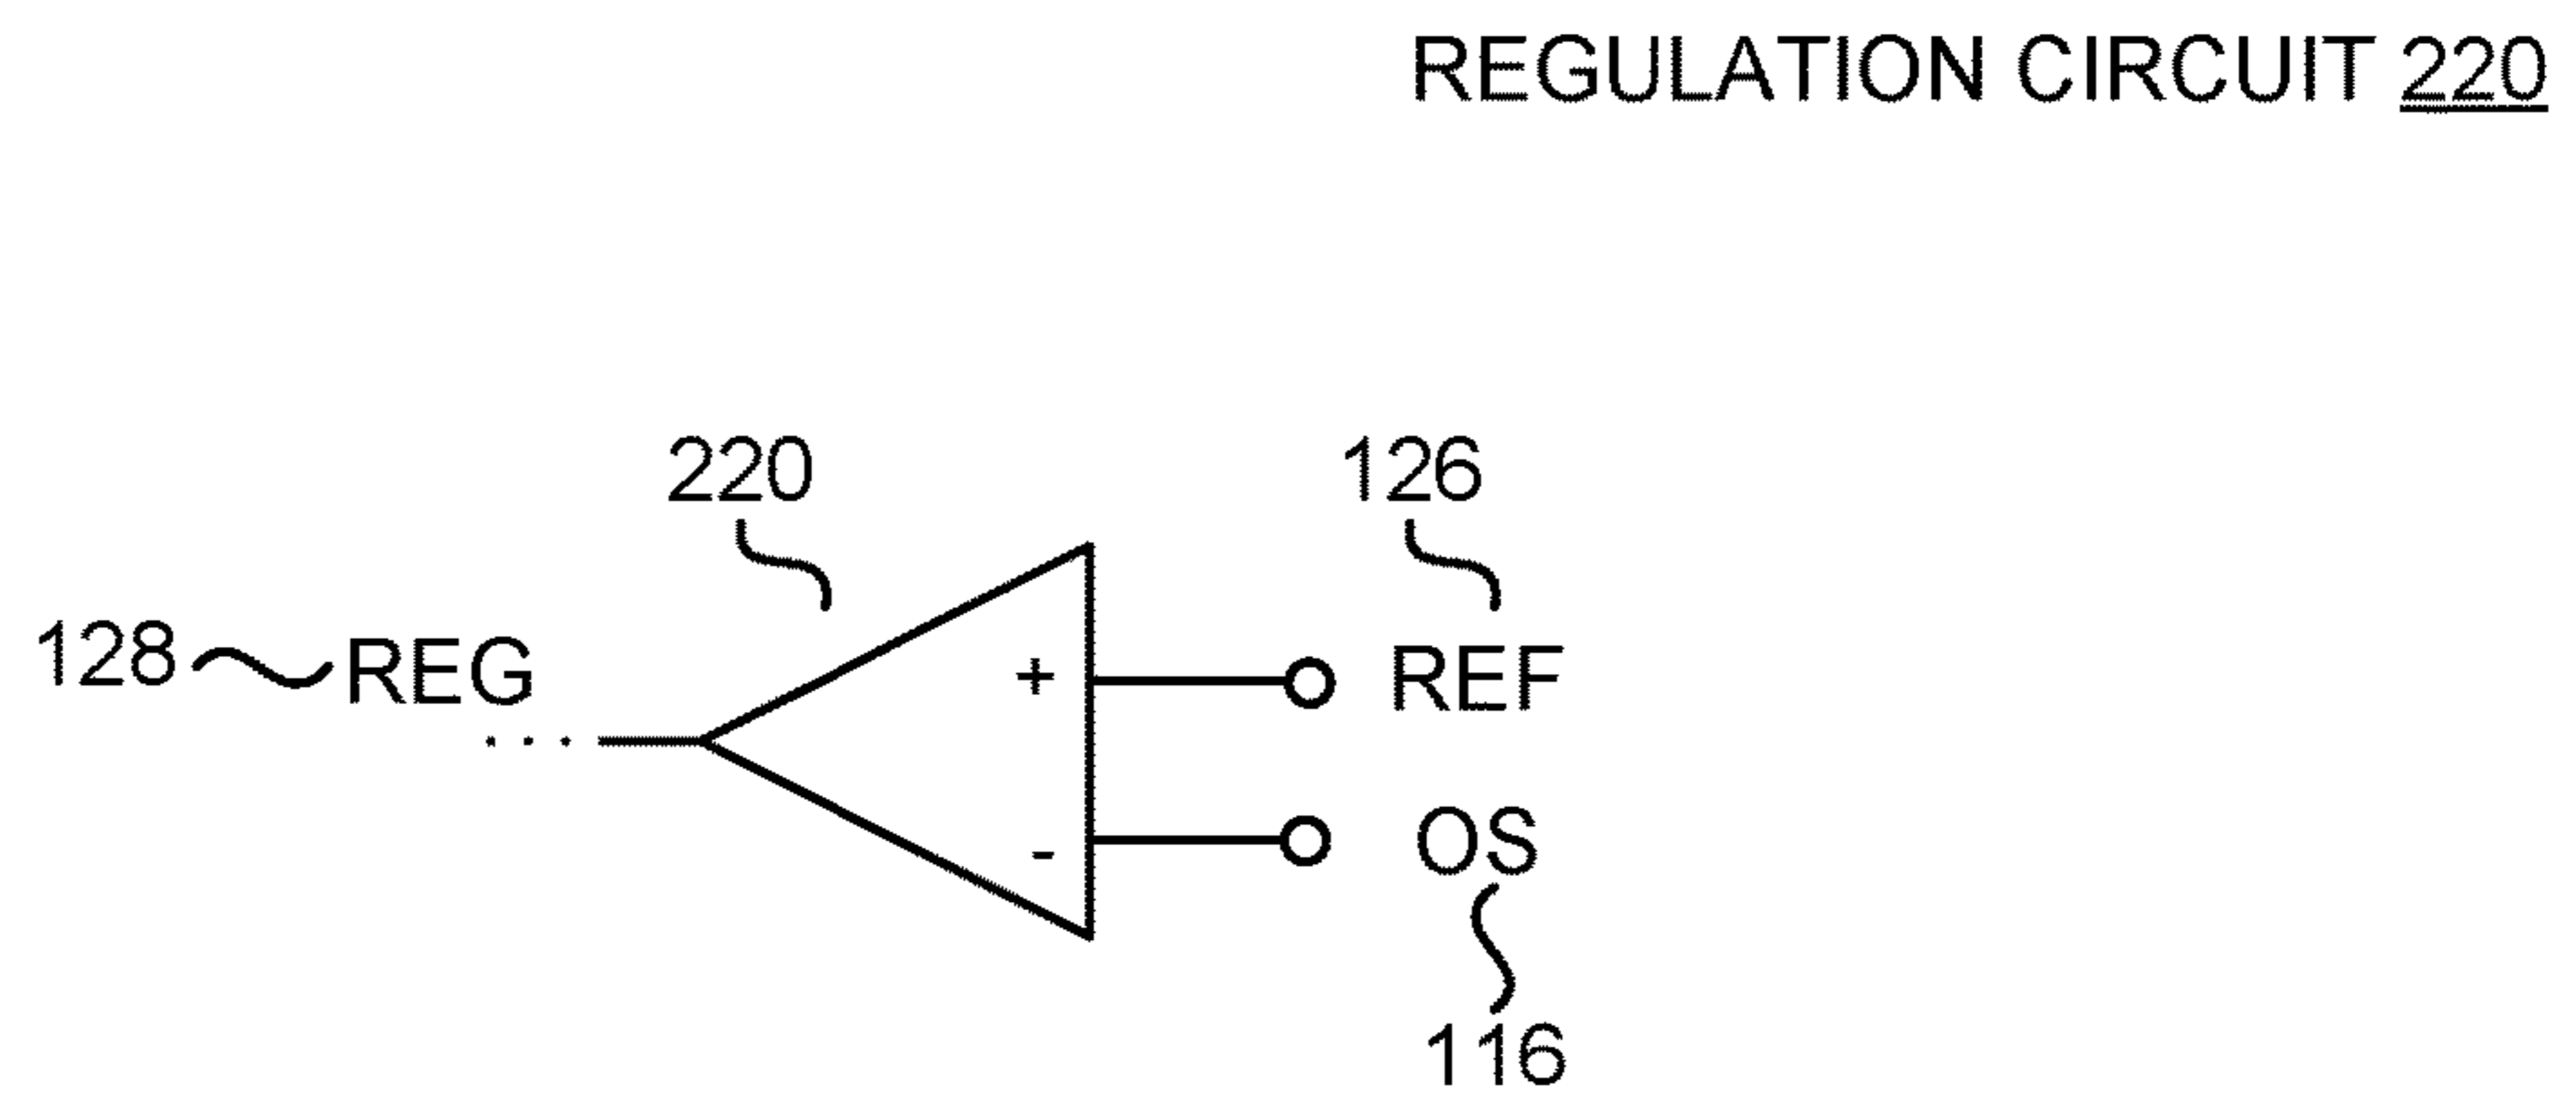 REGULATION CIRCUIT 220
220
126
128
REG
+
REF
. . .
-
OS
116